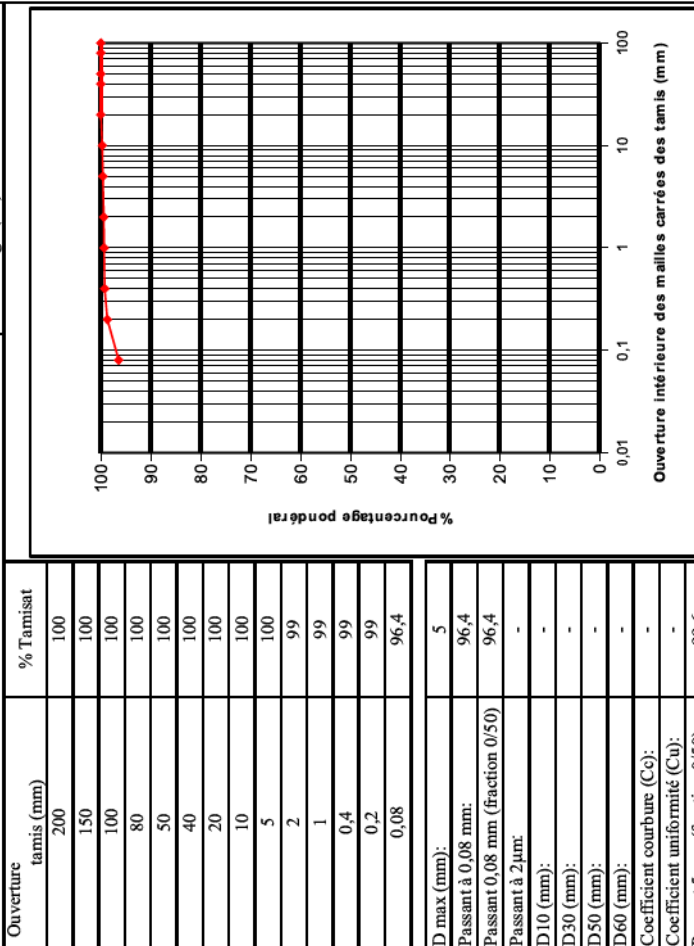 Ouverture
tamis (mm) % Tamisat
200 100
150 100
100 100
80 100
50 100
40 100
20 100
10 100
5 100
2 99
1 99
0,4 99
0,2 99
0,08 96,4
D max (mm): 5
Passant à 0,08 mm: 96,4
Passant 0,08 mm (fraction 0/50) 96,4
Passant à 2µm: -
D10 (mm): -
D30 (mm): -
D50 (mm): -
D60 (mm): -
Coefficient courbure (Cc): -
Coefficient uniformité (Cu): -
% Pourcentage pondéral
100
90
80
70
60
50
40
30
20
10
0
0,01 0,1 1 10 100
Ouverture intérieure des mailles carrées des tamis (mm)